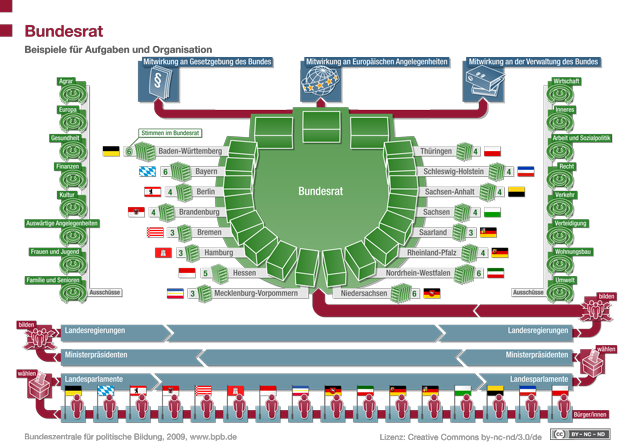 Bundesrat
Beispiele für Aufgaben und Organisation
Mitwirkung an Gesetzgebung des Bundes
Mitwirkung an Europäischen Angelegenheiten
Mitwirkung an der Verwaltung des Bundes
§
Agrar
Europa
Gesundheit
Finanzen
Kultur
Auswärtige Angelegenheiten
Frauen und Jugend
Familie und Senioren
Ausschüsse
Stimmen im Bundesrat
6 Baden-Württemberg
6 Bayern
4 Berlin
4 Brandenburg
3 Bremen
3 Hamburg
5 Hessen
3 Mecklenburg-Vorpommern
Bundesrat
Thüringen 4
Schleswig-Holstein 4
Sachsen-Anhalt 4
Sachsen 4
Saarland 3
Rheinland-Pfalz 4
Nordrhein-Westfalen 6
Niedersachsen 6
Wirtschaft
Inneres
Arbeit und Sozialpolitik
Recht
Verkehr
Verteidigung
Wohnungsbau
Umwelt
Ausschüsse
bilden
bilden
Landesregierungen
Landesregierungen
Ministerpräsidenten
Ministerpräsidenten
wählen
wählen
Landesparlamente
Landesparlamente
Bürger/innen
Bundeszentrale für politische Bildung, 2009, www.bpb.de
Lizenz: Creative Commons by-nc-nd/3.0/de
cc BY – NC – ND